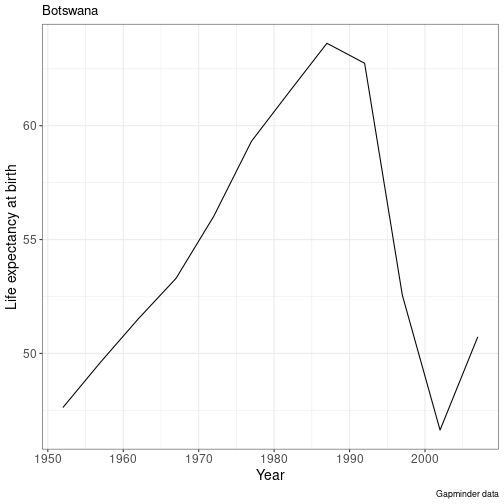 Botswana
Life expectancy at birth
60
55
50
1950 1960 1970 1980 1990 2000
Year
Gapminder data